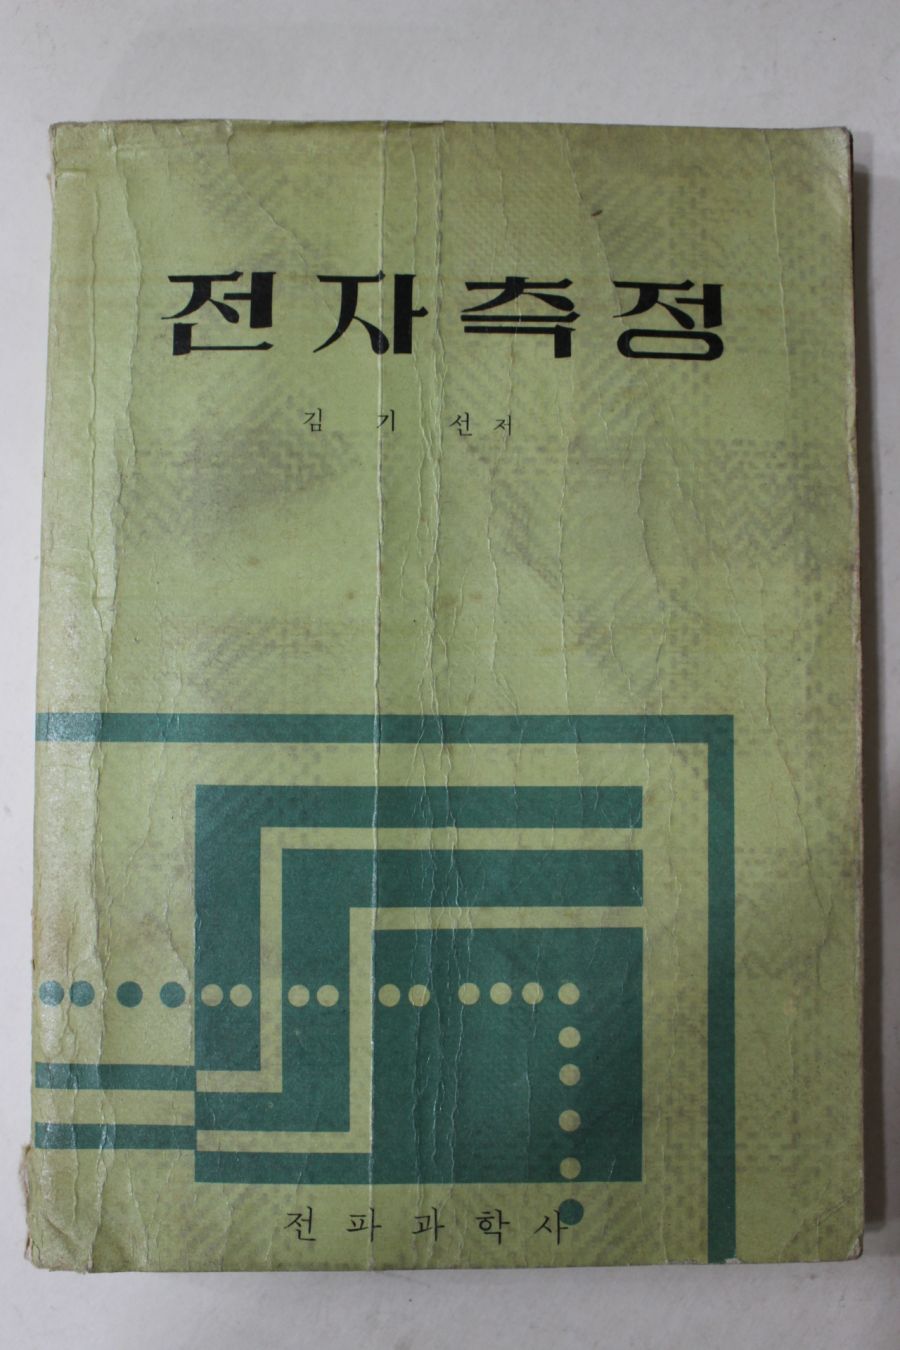 전자측정
김 기 선 저
전 파 과 학 사